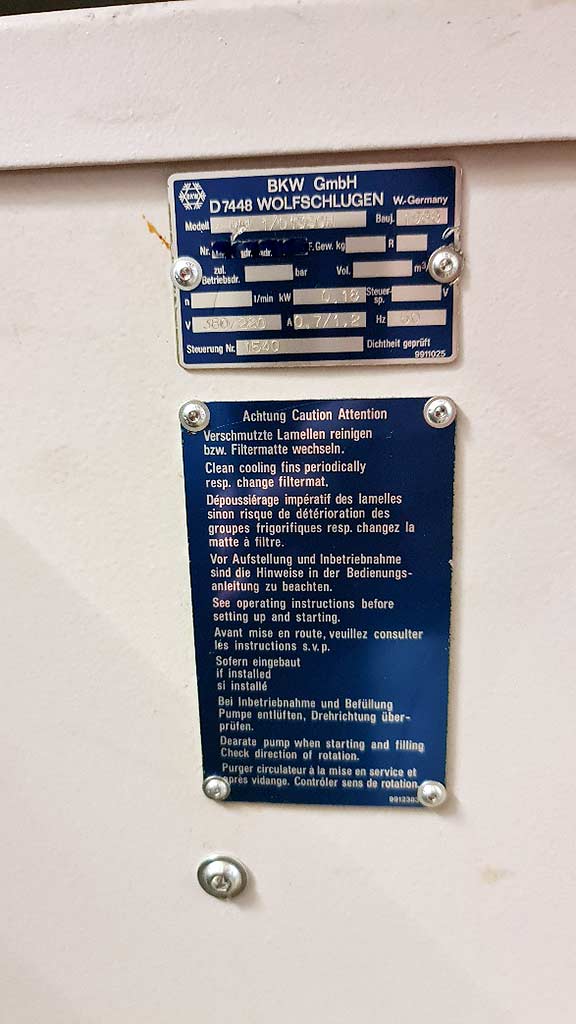 BKW
BKW GmbH
D7448 WOLFSCHLUGEN W.-Germany
Modell Bauj.
Nr. F. Gew. kg R
zul.
Betriebsdr. bar Vol. m³
n 1/min kW 0,18 Steuer
sp. V
V 380/220 A 0,7/1,2 Hz 50
Steuerung Nr. 1540 Dichtheit geprüft
9911025
Achtung Caution Attention
Verschmutzte Lamellen reinigen
bzw. Filtermatte wechseln.
Clean cooling fins periodically
resp. change filtermat.
Dépoussiérage impératif des lamelles
sinon risque de détérioration des
groupes frigorifiques resp. changez la
matte à filtre.
Vor Aufstellung und Inbetriebnahme
sind die Hinweise in der Bedienungs-
anleitung zu beachten.
See operating instructions before
setting up and starting.
Avant mise en route, veuillez consulter
lés instructions s.v.p.
Sofern eingebaut
if installed
si installé
Bei Inbetriebnahme und Befüllung
Pumpe entlüften, Drehrichtung über-
prüfen.
Dearate pump when starting and filling
Check direction of rotation.
Purger circulateur à la mise en service et
après vidange. Contrôler sens de rotation.